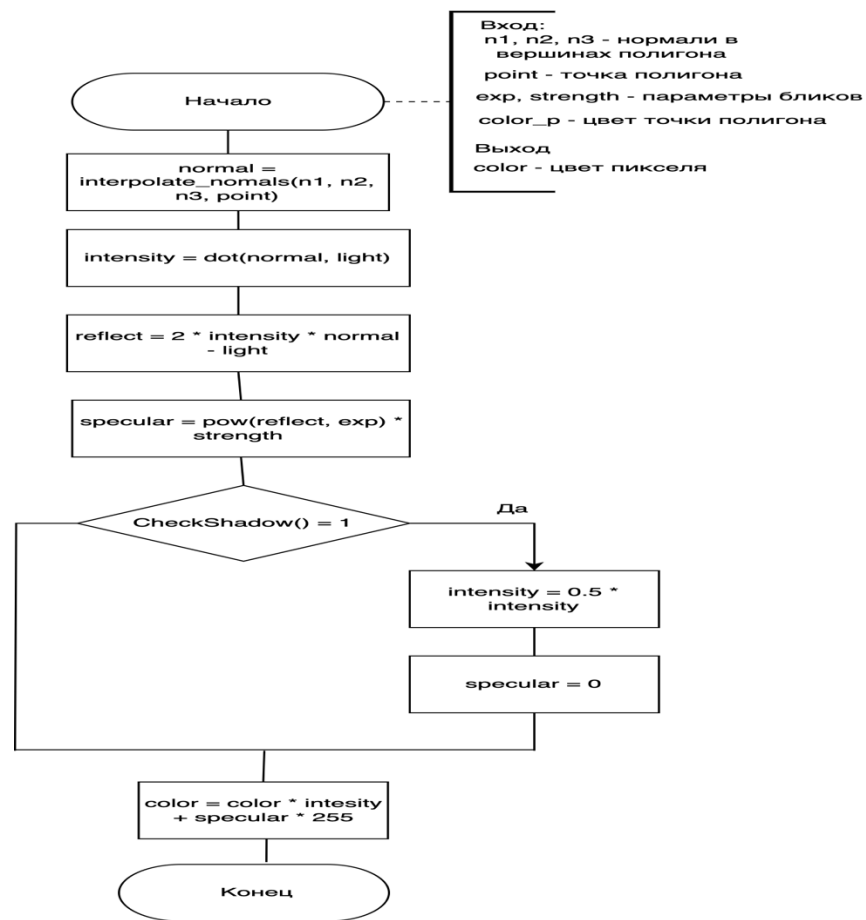 Вход:
n1, n2, n3 - нормали в
вершинах полигона
point - точка полигона
exp, strength - параметры бликов
color_p - цвет точки полигона
Выход
color - цвет пикселя
Начало
normal =
interpolate_nomals(n1, n2,
n3, point)
intensity = dot(normal, light)
reflect = 2 * intensity * normal
- light
specular = pow(reflect, exp) *
strength
CheckShadow() = 1
Да
intensity = 0.5 *
intensity
specular = 0
color = color * intesity
+ specular * 255
Конец